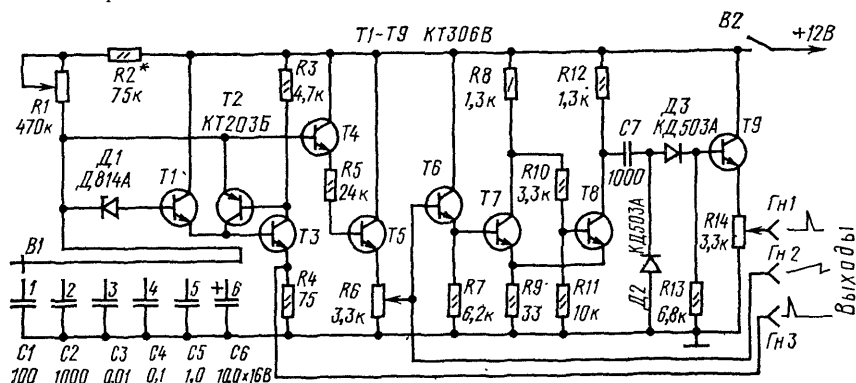 T1-T9 КТ306В
В2
+12В
R1
470к
R2*
75к
Т2
КТ203Б
R3
4,7к
Т4
R5
24к
R8
1,3к
R12
1,3к
С7
1000
Д3
КД503А
Т9
Д1
Д814А
Т1
Т3
Т5
Т6
Т7
R10
3,3к
Т8
КД503А
Д2
R14
3,3к
Гн1
Гн2
Гн3
Выходы
В1
1
2
3
4
5
+
6
R4
75
R6
3,3к
R7
6,2к
R9
33
R11
10к
R13
6,8к
С1 С2 С3 С4 С5 С6
100 1000 0,01 0,1 1,0 10,0×16В